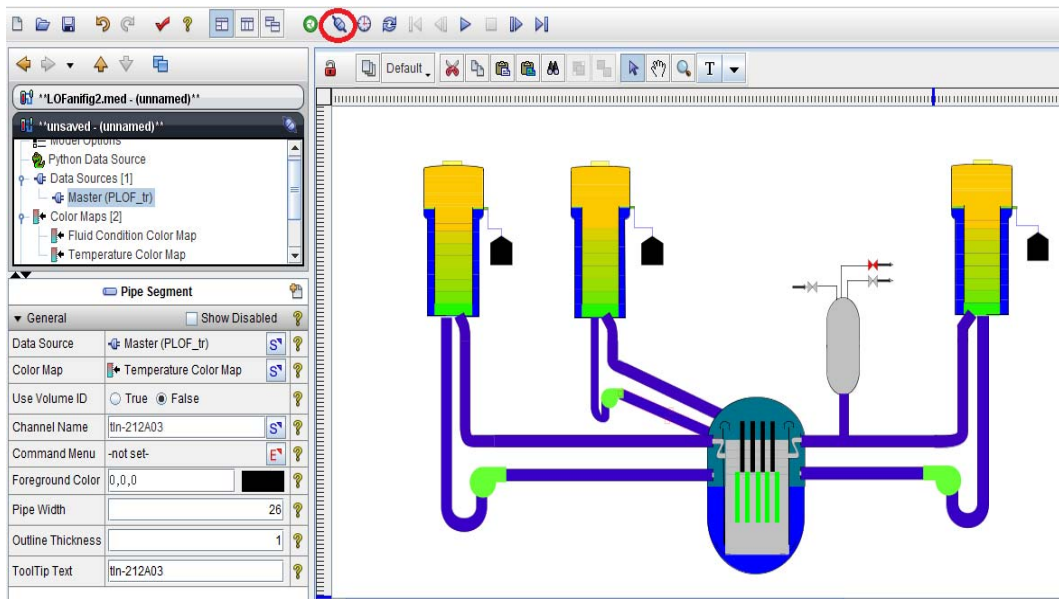 Default
T
**LOFanifig2.med - (unnamed)**
**unsaved - (unnamed)**
Model Options
Python Data Source
Data Sources [1]
Master (PLOF_tr)
Color Maps [2]
Fluid Condition Color Map
Temperature Color Map
Pipe Segment
General Show Disabled
Data Source Master (PLOF_tr) S
Color Map Temperature Color Map S
Use Volume ID True False
Channel Name tln-212A03 S
Command Menu -not set- E
Foreground Color 0,0,0
Pipe Width 26
Outline Thickness 1
ToolTip Text tln-212A03